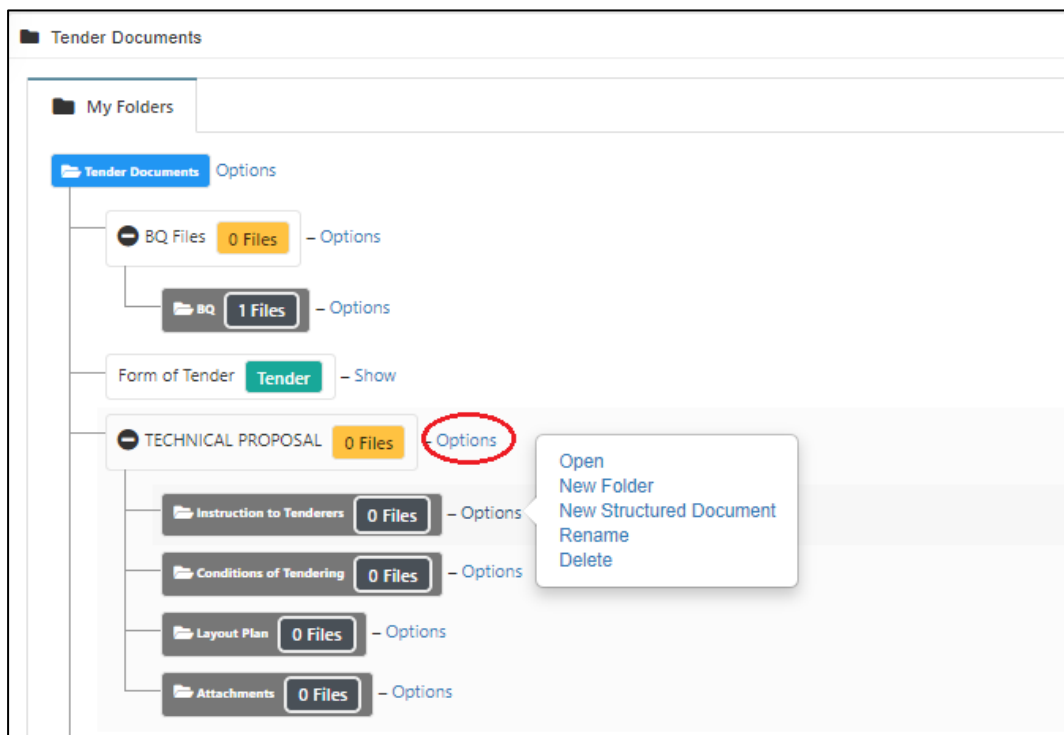 Tender Documents
My Folders
Tender Documents Options
BQ Files 0 Files – Options
BQ 1 Files – Options
Form of Tender Tender – Show
TECHNICAL PROPOSAL 0 Files – Options
Open
New Folder
New Structured Document
Rename
Delete
Instruction to Tenderers 0 Files – Options
Conditions of Tendering 0 Files – Options
Layout Plan 0 Files – Options
Attachments 0 Files – Options